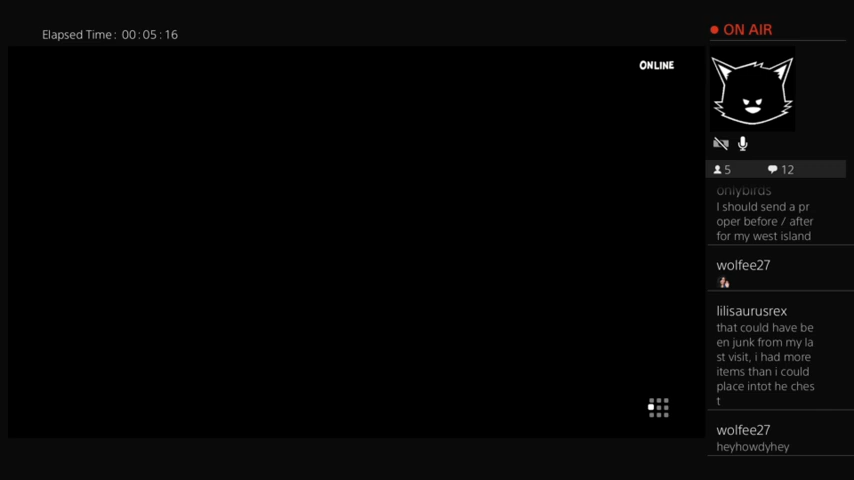 Elapsed Time: 00:05:16
ON AIR
ONLINE
5
12
onlybirds
I should send a pr
oper before / after
for my west island
wolfee27
lilisaurusrex
that could have be
en junk from my la
st visit, i had more
items than i could
place intot he ches
t
wolfee27
heyhowdyhey